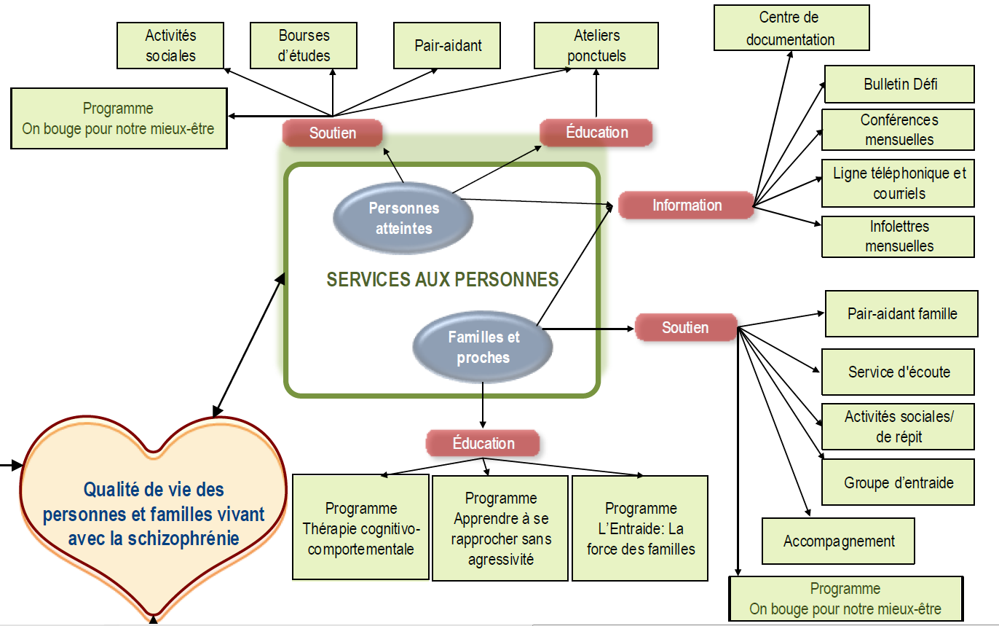 Activités
sociales
Bourses
d’études
Pair-aidant
Ateliers
ponctuels
Centre de
documentation
Programme
On bouge pour notre mieux-être
Soutien
Éducation
Bulletin Défi
Conférences
mensuelles
Ligne téléphonique et
courriels
Infolettres
mensuelles
Information
Personnes
atteintes
SERVICES AUX PERSONNES
Familles et
proches
Soutien
Pair-aidant famille
Service d'écoute
Activités sociales/
de répit
Groupe d’entraide
Accompagnement
Programme
On bouge pour notre mieux-être
Éducation
Programme
Thérapie cognitivo-
comportementale
Programme
Apprendre à se
rapprocher sans
agressivité
Programme
L’Entraide: La
force des familles
Qualité de vie des
personnes et familles vivant
avec la schizophrénie